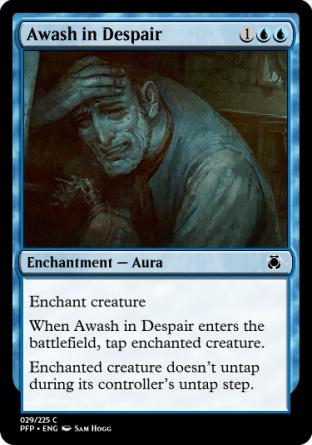 Awash in Despair 1
Enchantment — Aura
Enchant creature
When Awash in Despair enters the
battlefield, tap enchanted creature.
Enchanted creature doesn't untap
during its controller's untap step.
029/225 C
PFP • ENG Sam Hogg